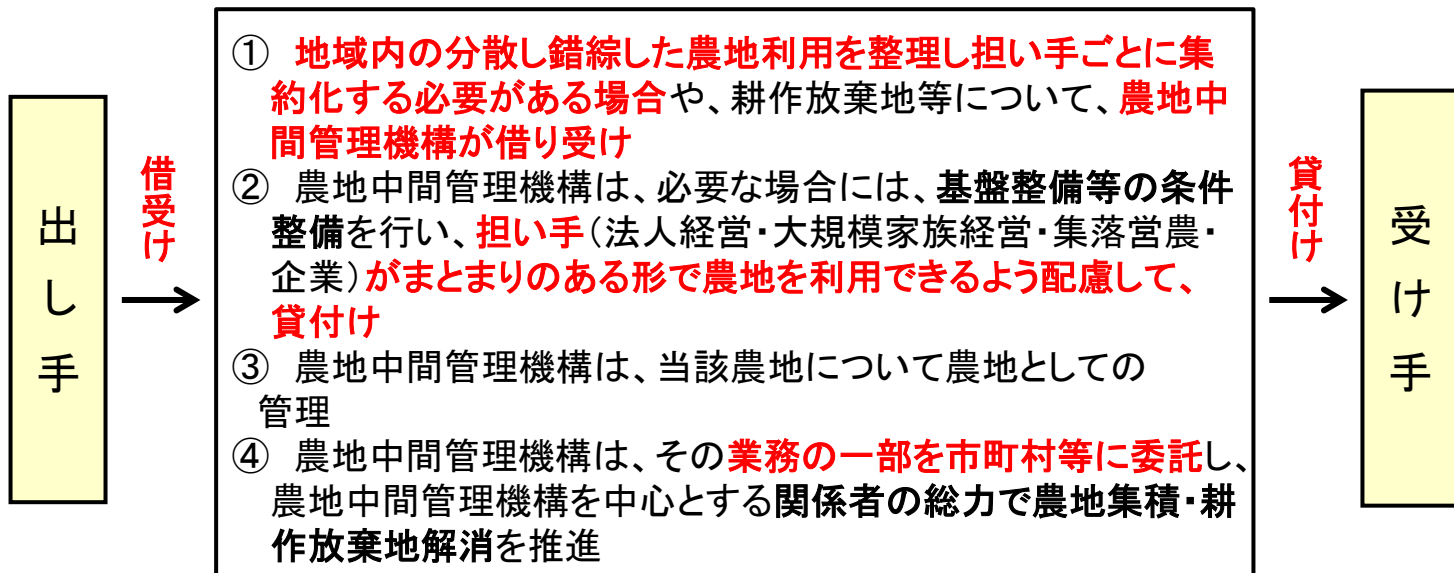 出し手
借受け
① 地域内の分散し錯綜した農地利用を整理し担い手ごとに集
約化する必要がある場合や、耕作放棄地等について、農地中
間管理機構が借り受け
② 農地中間管理機構は、必要な場合には、基盤整備等の条件
整備を行い、担い手(法人経営・大規模家族経営・集落営農・
企業)がまとまりのある形で農地を利用できるよう配慮して、
貸付け
③ 農地中間管理機構は、当該農地について農地としての
管理
④ 農地中間管理機構は、その業務の一部を市町村等に委託し、
農地中間管理機構を中心とする関係者の総力で農地集積・耕
作放棄地解消を推進
貸付け
受け手